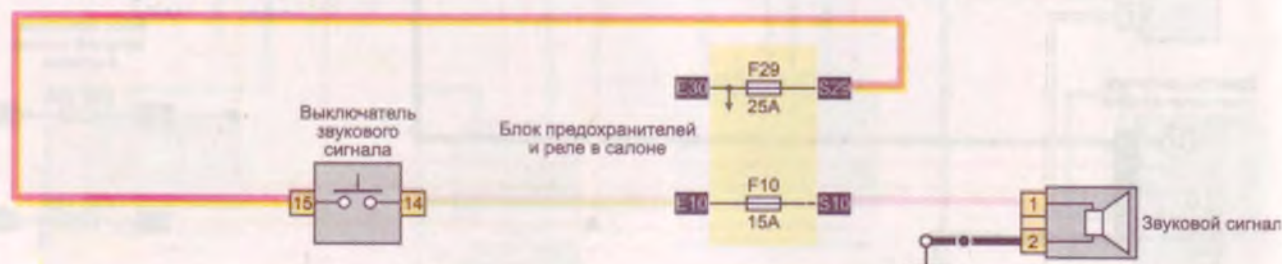 F29
E30
S29
25A
Выключатель
звукового
сигнала
Блок предохранителей
и реле в салоне
15
14
F10
E10
S10
15A
1
2
Звуковой сигнал